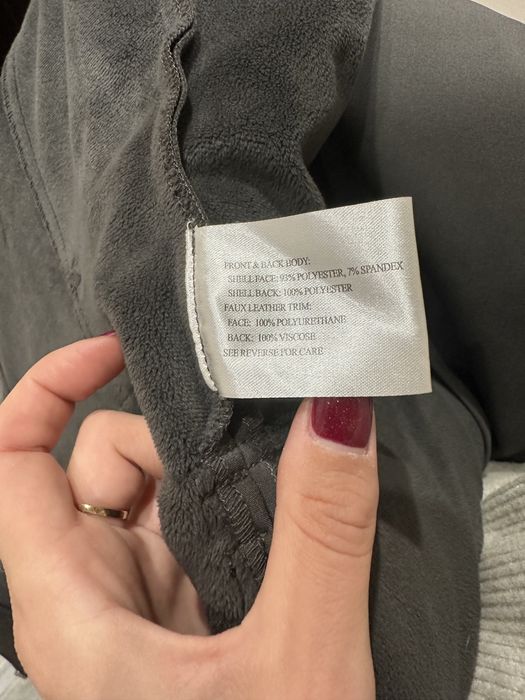 FRONT & BACK BODY:
SHELL FACE: 93% POLYESTER, 7% SPANDEX
SHELL BACK: 100% POLYESTER
FAUX LEATHER TRIM:
FACE: 100% POLYURETHANE
BACK: 100% VISCOSE
SEE REVERSE FOR CARE